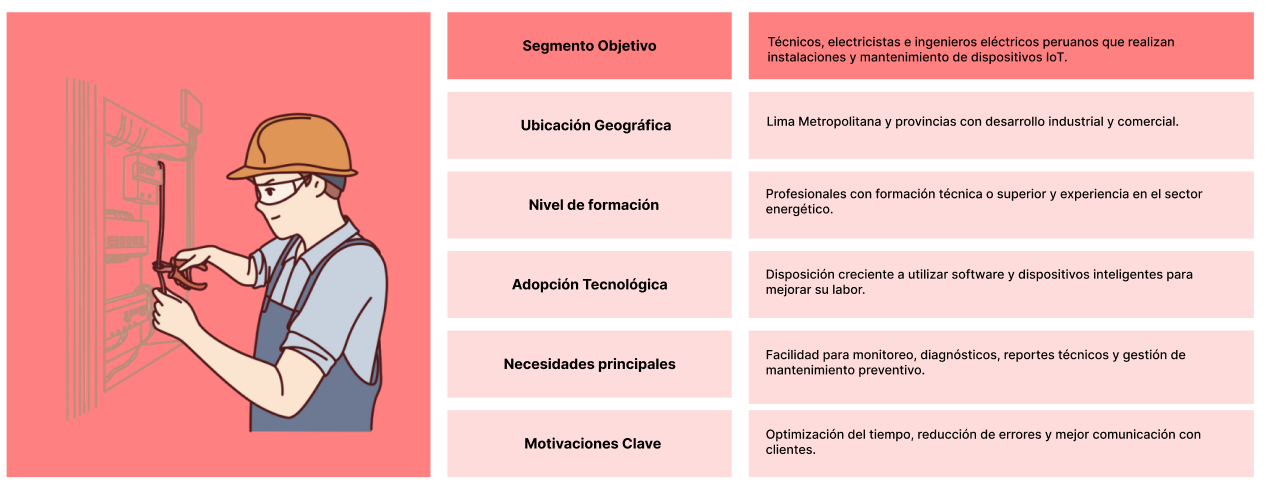 Segmento Objetivo
Técnicos, electricistas e ingenieros eléctricos peruanos que realizan
instalaciones y mantenimiento de dispositivos IoT.
Ubicación Geográfica
Lima Metropolitana y provincias con desarrollo industrial y comercial.
Nivel de formación
Profesionales con formación técnica o superior y experiencia en el sector
energético.
Adopción Tecnológica
Disposición creciente a utilizar software y dispositivos inteligentes para
mejorar su labor.
Necesidades principales
Facilidad para monitoreo, diagnósticos, reportes técnicos y gestión de
mantenimiento preventivo.
Motivaciones Clave
Optimización del tiempo, reducción de errores y mejor comunicación con
clientes.